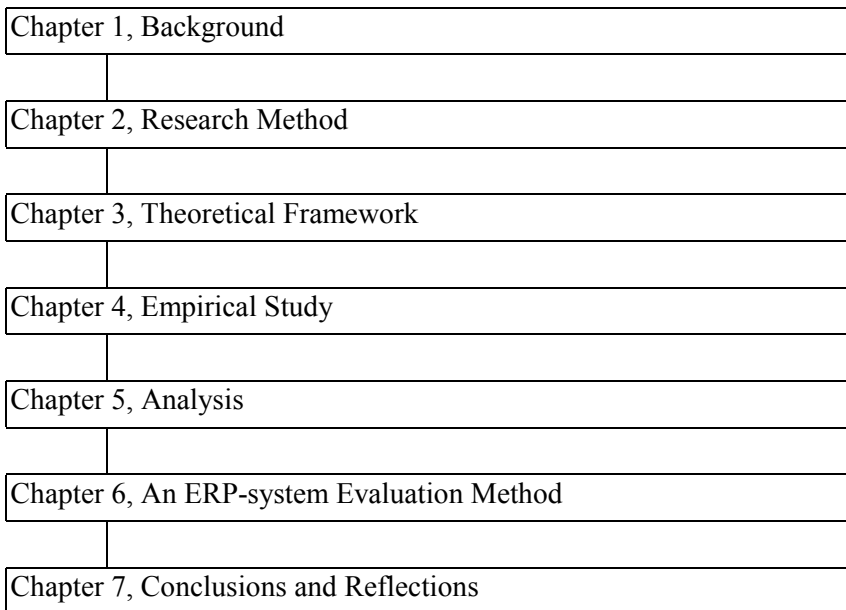 Chapter 1, Background
Chapter 2, Research Method
Chapter 3, Theoretical Framework
Chapter 4, Empirical Study
Chapter 5, Analysis
Chapter 6, An ERP-system Evaluation Method
Chapter 7, Conclusions and Reflections